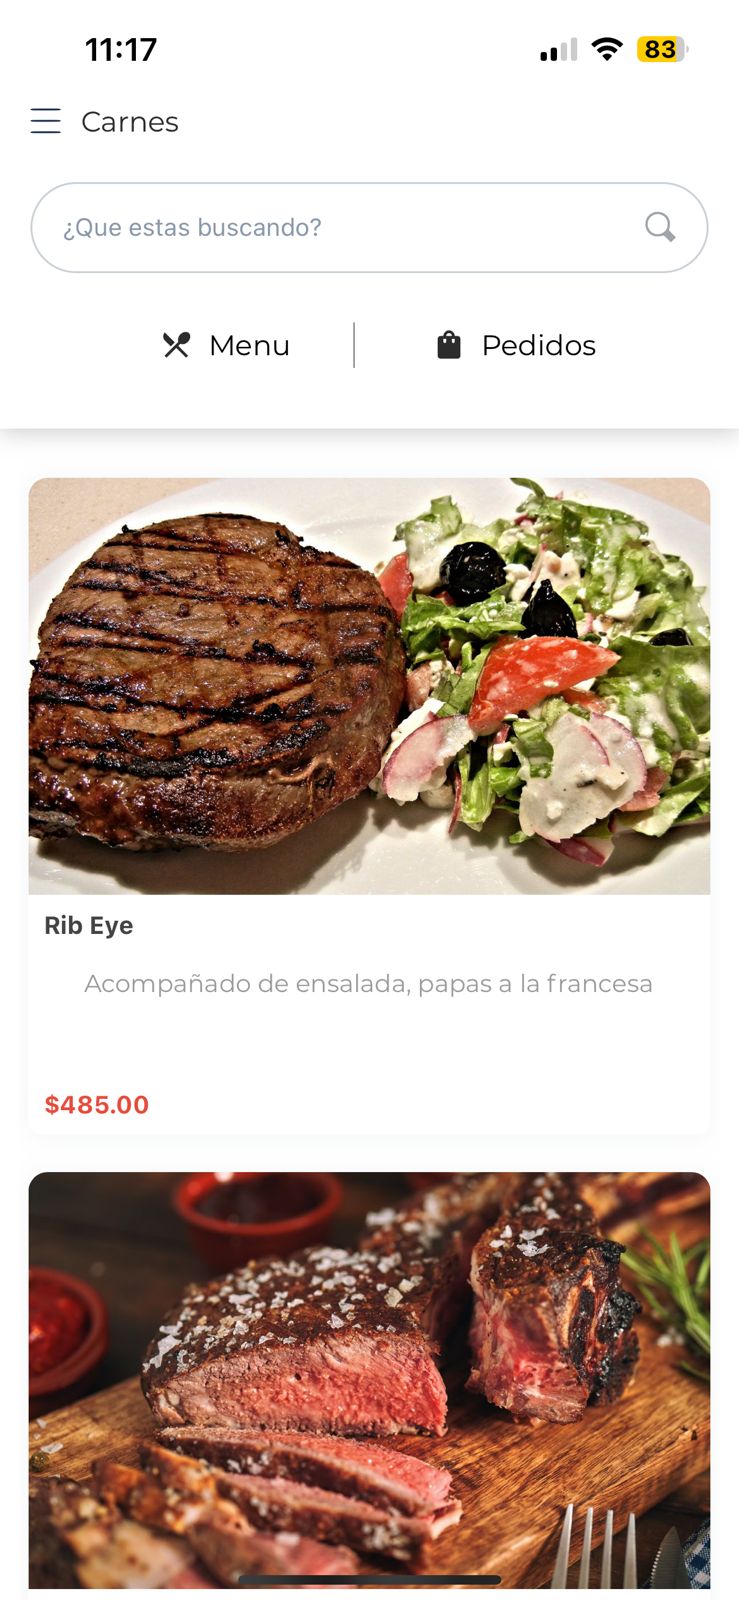 11:17
83
Carnes
¿Que estas buscando?
Menu
Pedidos
Rib Eye
Acompañado de ensalada, papas a la francesa
$485.00